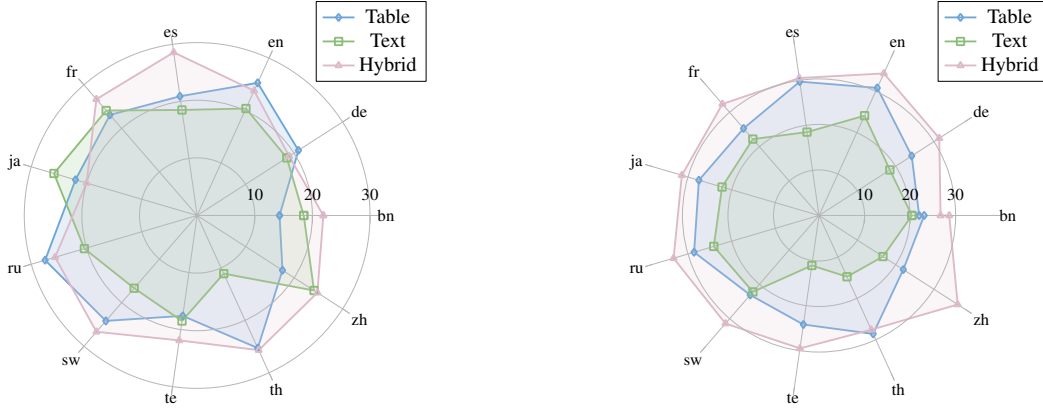 Table
Text
Hybrid
es
en
fr
de
ja
10
20
30
bn
ru
zh
sw
te
th
Table
Text
Hybrid
es
en
fr
de
ja
10
20
30
bn
ru
zh
sw
te
th